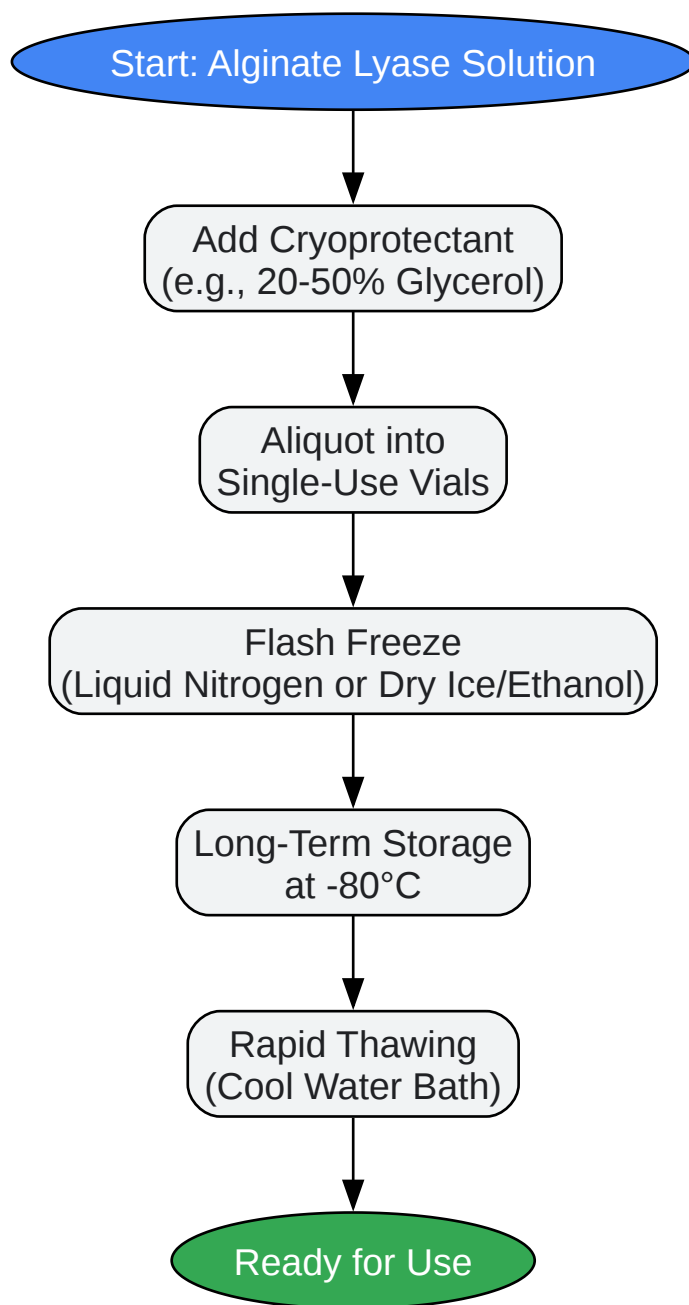 Start: Alginate Lyase Solution
Add Cryoprotectant
(e.g., 20-50% Glycerol)
Aliquot into
Single-Use Vials
Flash Freeze
(Liquid Nitrogen or Dry Ice/Ethanol)
Long-Term Storage
at -80°C
Rapid Thawing
(Cool Water Bath)
Ready for Use